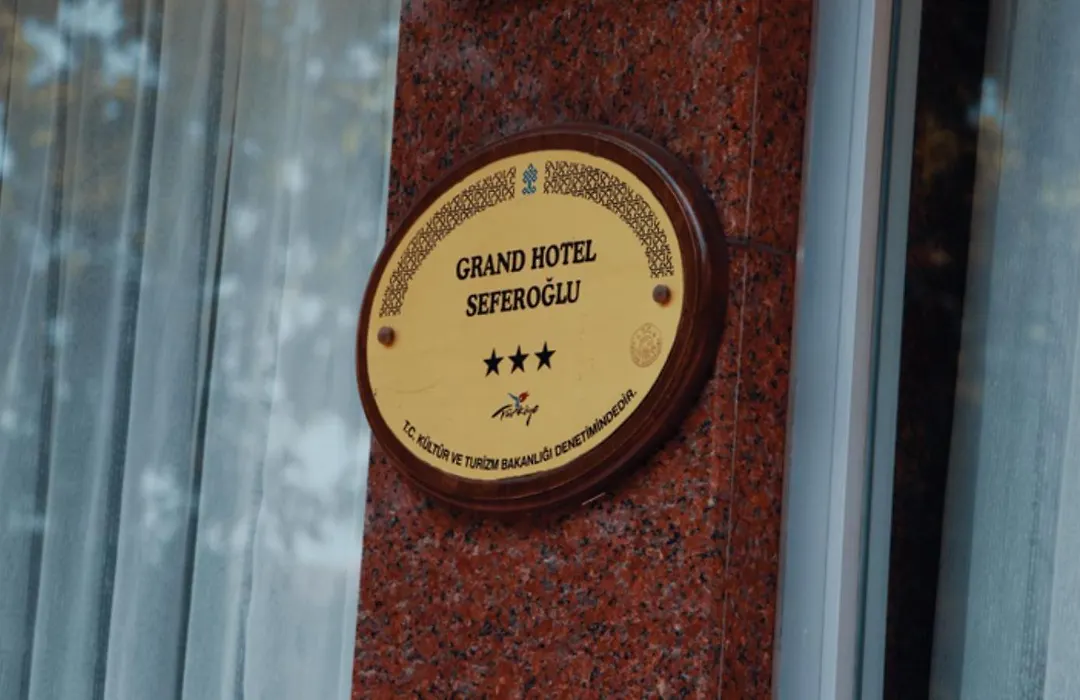 GRAND HOTEL
SEFEROĞLU
★★★
Türkiye
T.C. KÜLTÜR VE TURİZM BAKANLIĞI DENETİMİNDEDİR.